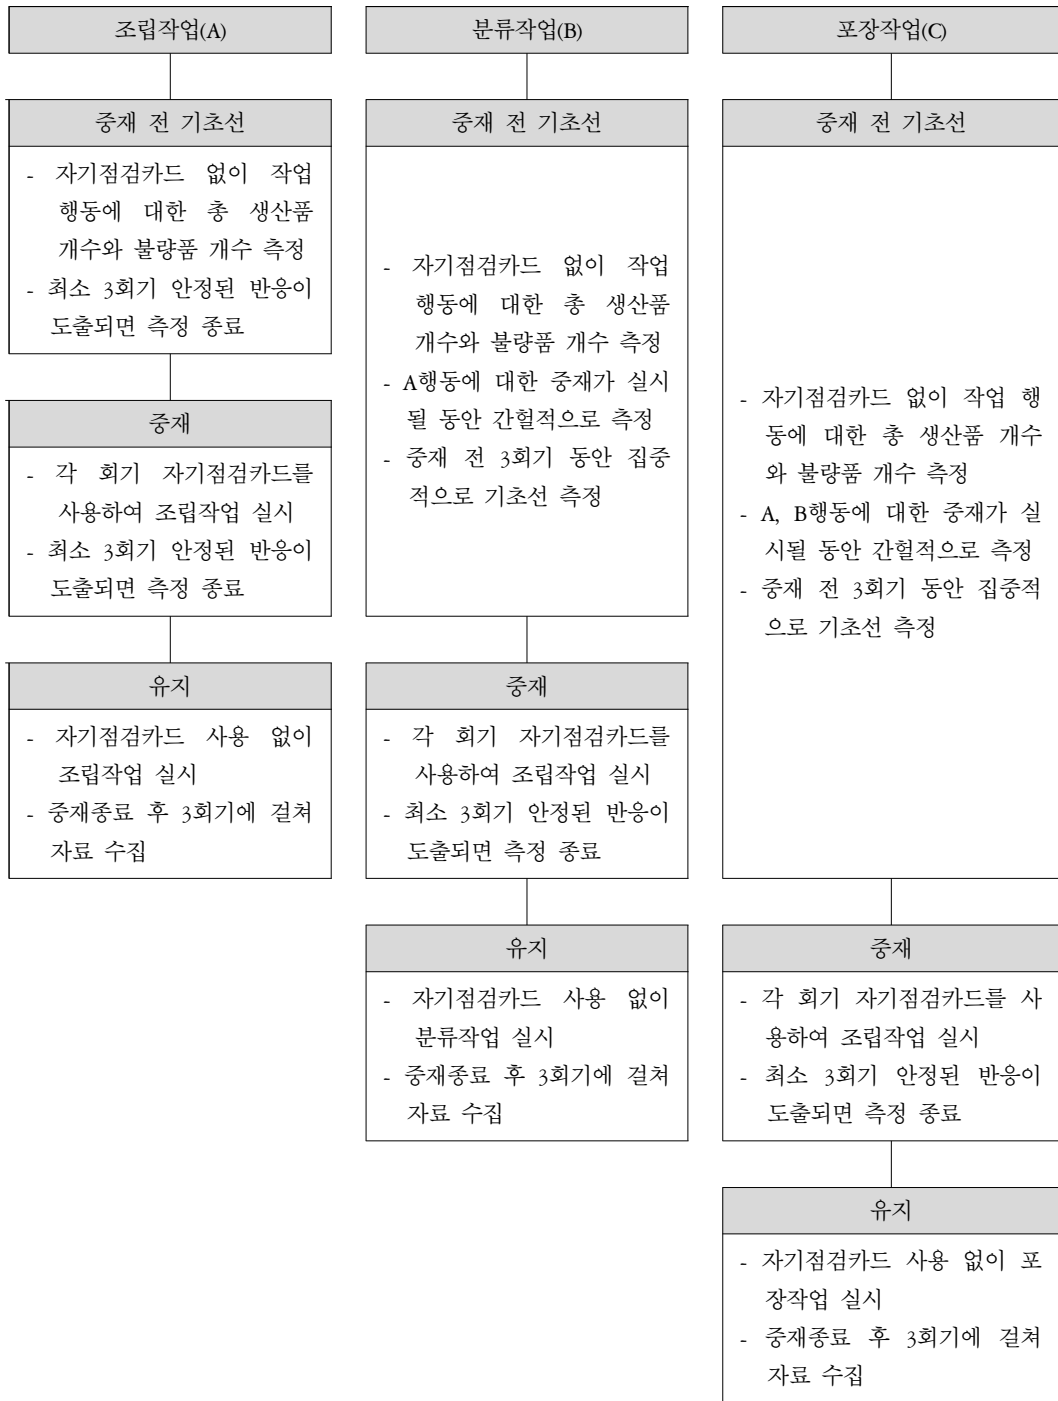 조립작업(A)
중재 전 기초선
- 자기점검카드 없이 작업
행동에 대한 총 생산품
개수와 불량품 개수 측정
- 최소 3회기 안정된 반응이
도출되면 측정 종료
중재
- 각 회기 자기점검카드를
사용하여 조립작업 실시
- 최소 3회기 안정된 반응이
도출되면 측정 종료
유지
- 자기점검카드 사용 없이
조립작업 실시
- 중재종료 후 3회기에 걸쳐
자료 수집
분류작업(B)
중재 전 기초선
- 자기점검카드 없이 작업
행동에 대한 총 생산품
개수와 불량품 개수 측정
- A행동에 대한 중재가 실시
될 동안 간헐적으로 측정
- 중재 전 3회기 동안 집중
적으로 기초선 측정
중재
- 각 회기 자기점검카드를
사용하여 조립작업 실시
- 최소 3회기 안정된 반응이
도출되면 측정 종료
유지
- 자기점검카드 사용 없이
분류작업 실시
- 중재종료 후 3회기에 걸쳐
자료 수집
포장작업(C)
중재 전 기초선
- 자기점검카드 없이 작업 행
동에 대한 총 생산품 개수
와 불량품 개수 측정
- A, B행동에 대한 중재가 실
시될 동안 간헐적으로 측정
- 중재 전 3회기 동안 집중적
으로 기초선 측정
중재
- 각 회기 자기점검카드를 사
용하여 조립작업 실시
- 최소 3회기 안정된 반응이
도출되면 측정 종료
유지
- 자기점검카드 사용 없이 포
장작업 실시
- 중재종료 후 3회기에 걸쳐
자료 수집